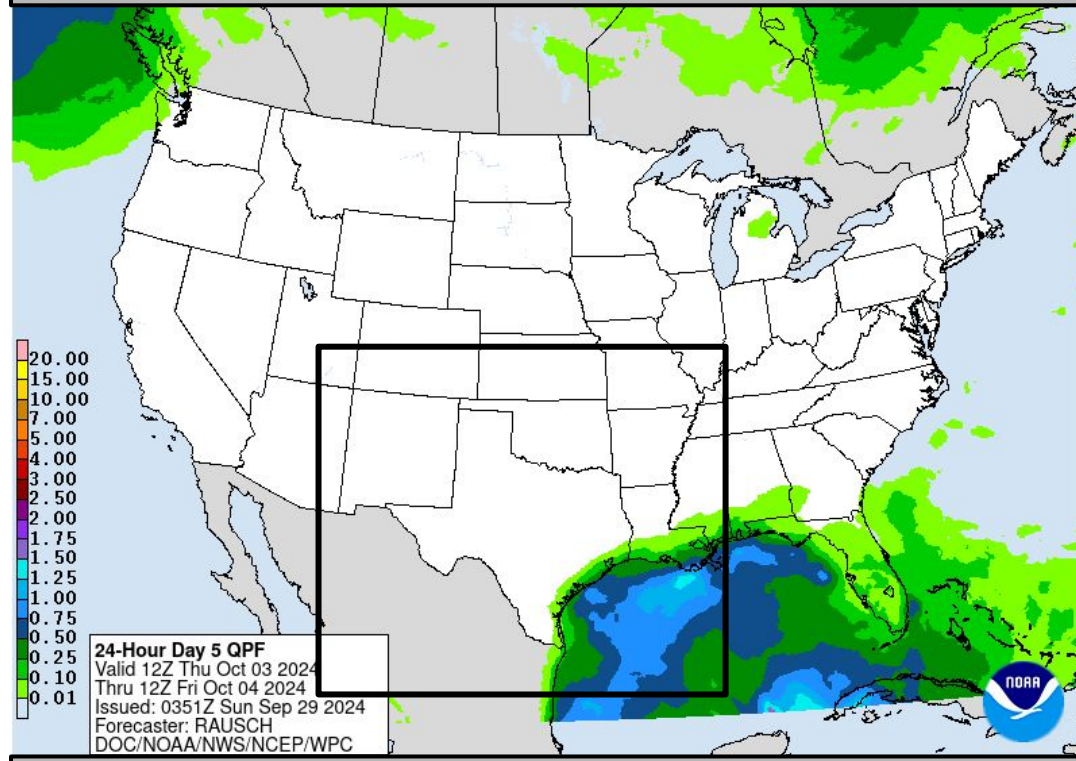 20.00
15.00
10.00
7.00
5.00
4.00
3.00
2.50
2.00
1.75
1.50
1.25
1.00
0.75
0.50
0.25
0.10
0.01
24-Hour Day 5 QPF
Valid 12Z Thu Oct 03 2024
Thru 12Z Fri Oct 04 2024
Issued: 0351Z Sun Sep 29 2024
Forecaster: RAUSCH
DOC/NOAA/NWS/NCEP/WPC
NOAA